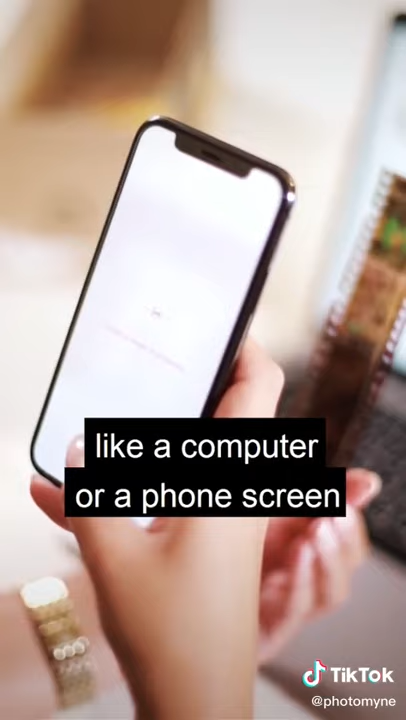 like a computer
or a phone screen
TikTok
@photomyne